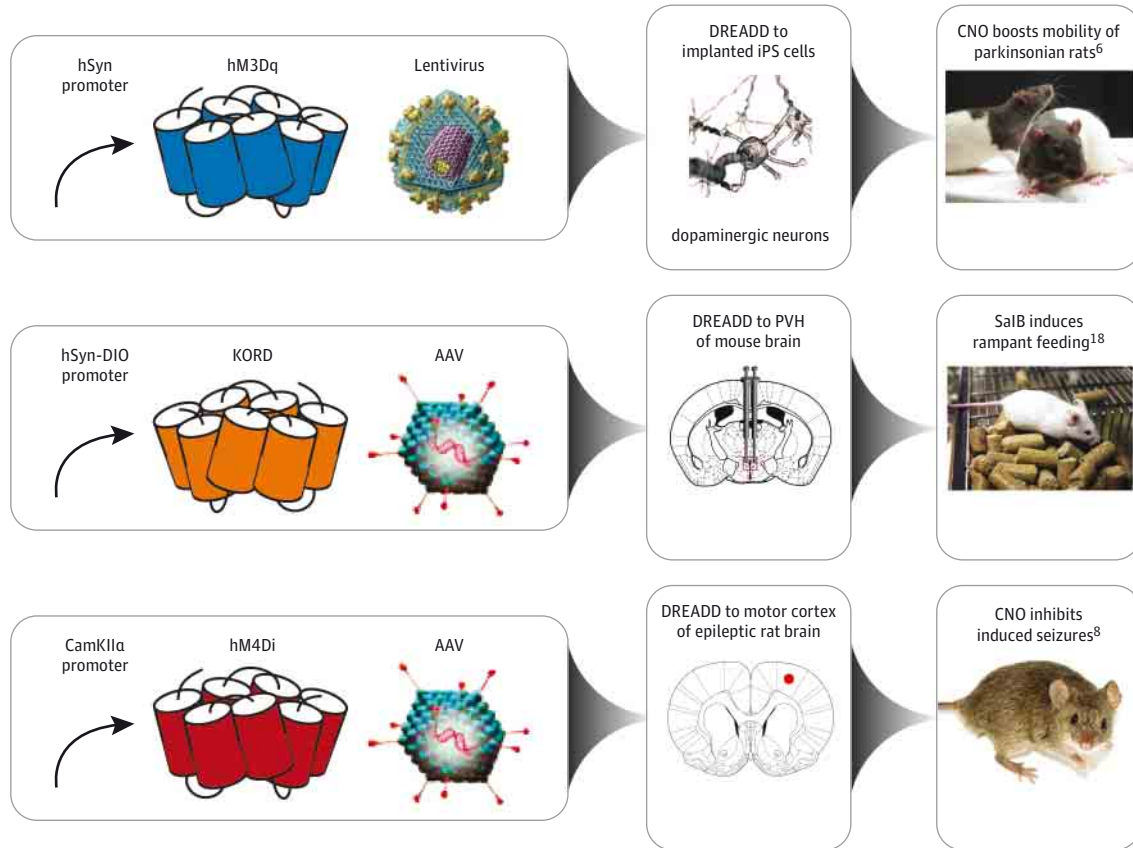 hSyn
promoter
hM3Dq
Lentivirus
DREADD to
implanted iPS cells
dopaminergic neurons
CNO boosts mobility of
parkinsonian rats6
hSyn-DIO
promoter
KORD
AAV
DREADD to PVH
of mouse brain
SalB induces
rampant feeding18
CamKIIα
promoter
hM4Di
AAV
DREADD to motor cortex
of epileptic rat brain
CNO inhibits
induced seizures8